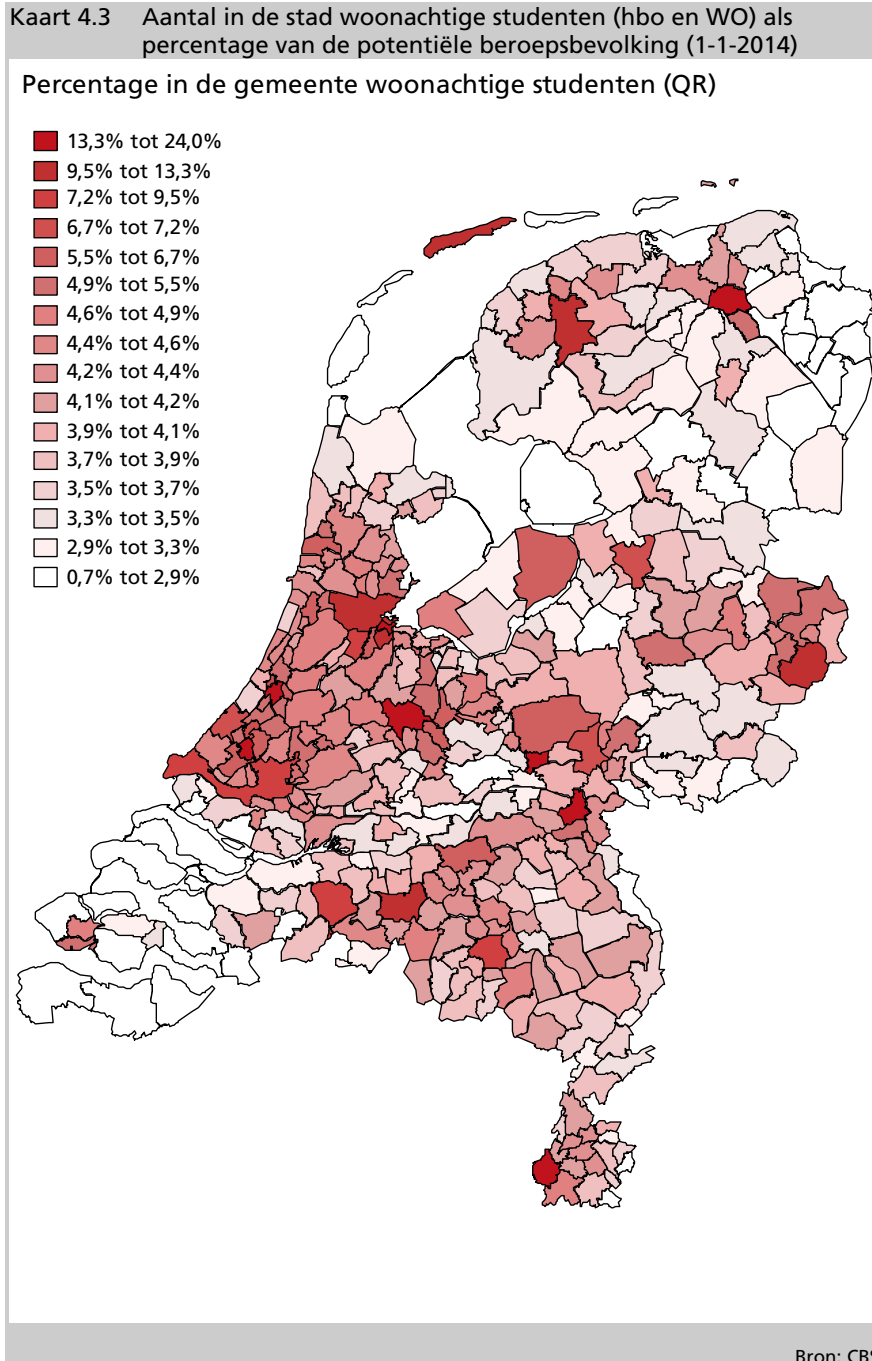 Kaart 4.3 Aantal in de stad woonachtige studenten (hbo en WO) als
percentage van de potentiële beroepsbevolking (1-1-2014)
Percentage in de gemeente woonachtige studenten (QR)
13,3% tot 24,0%
9,5% tot 13,3%
7,2% tot 9,5%
6,7% tot 7,2%
5,5% tot 6,7%
4,9% tot 5,5%
4,6% tot 4,9%
4,4% tot 4,6%
4,2% tot 4,4%
4,1% tot 4,2%
3,9% tot 4,1%
3,7% tot 3,9%
3,5% tot 3,7%
3,3% tot 3,5%
2,9% tot 3,3%
0,7% tot 2,9%
Bron: CBS